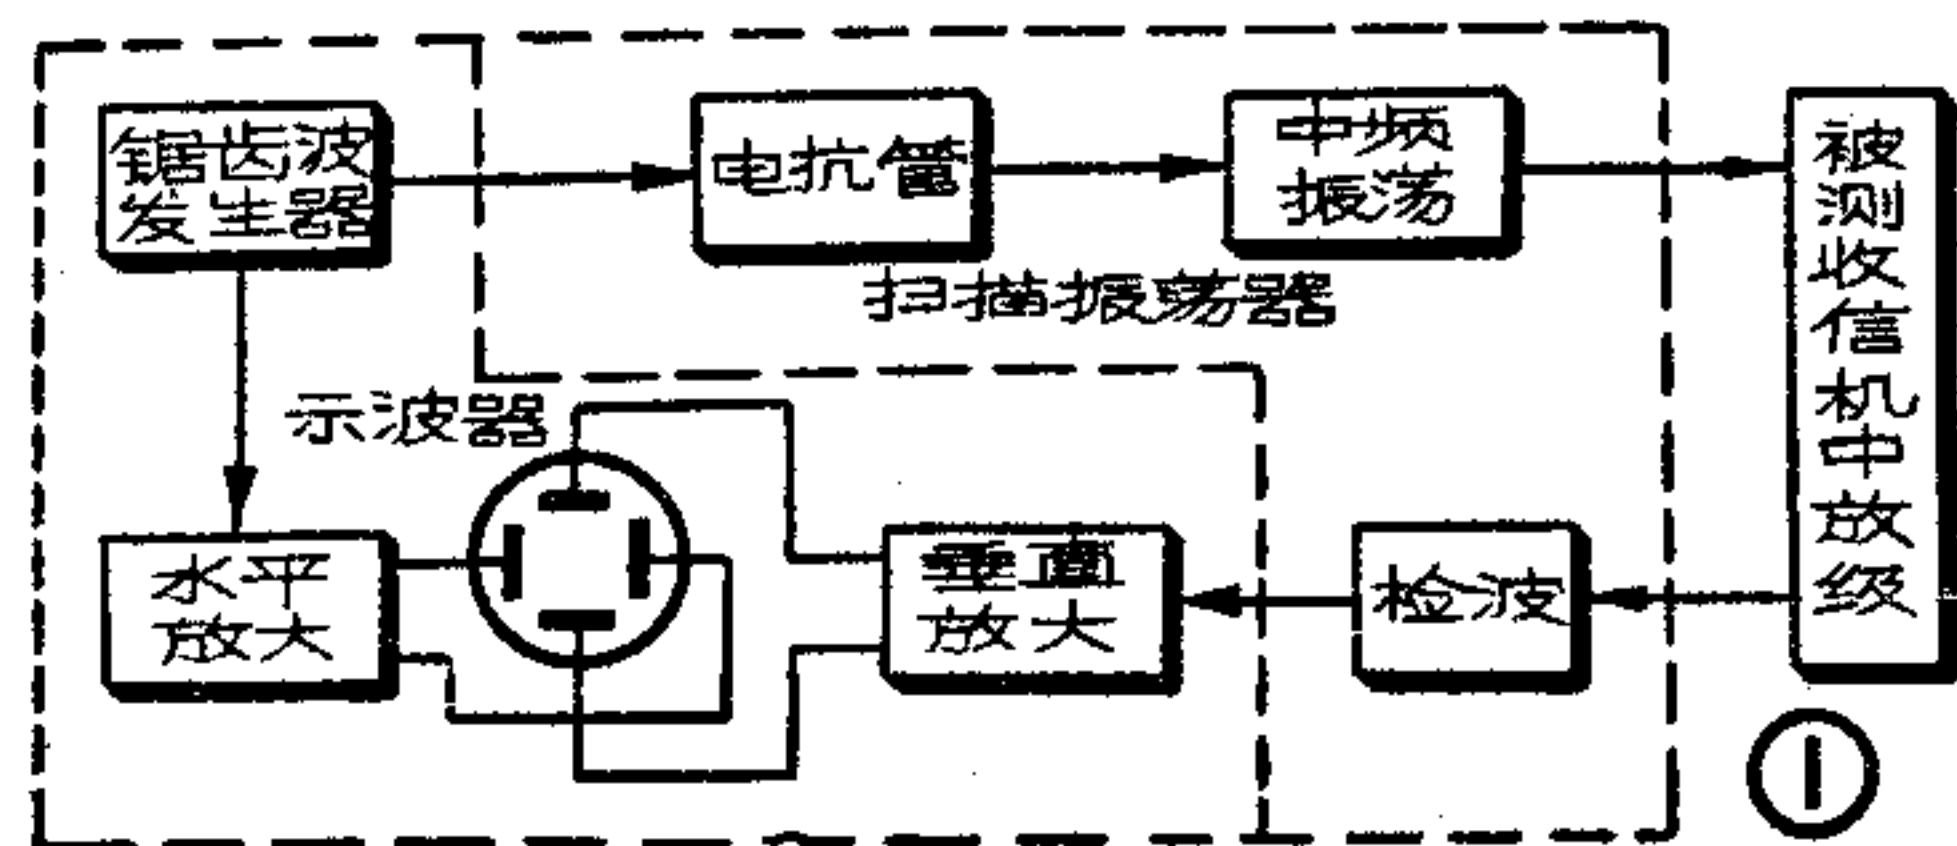 锯齿波
发生器
电抗管
中频
振荡
被测收信机中放级
扫描振荡器
示波器
水平
放大
垂直
放大
检波
1